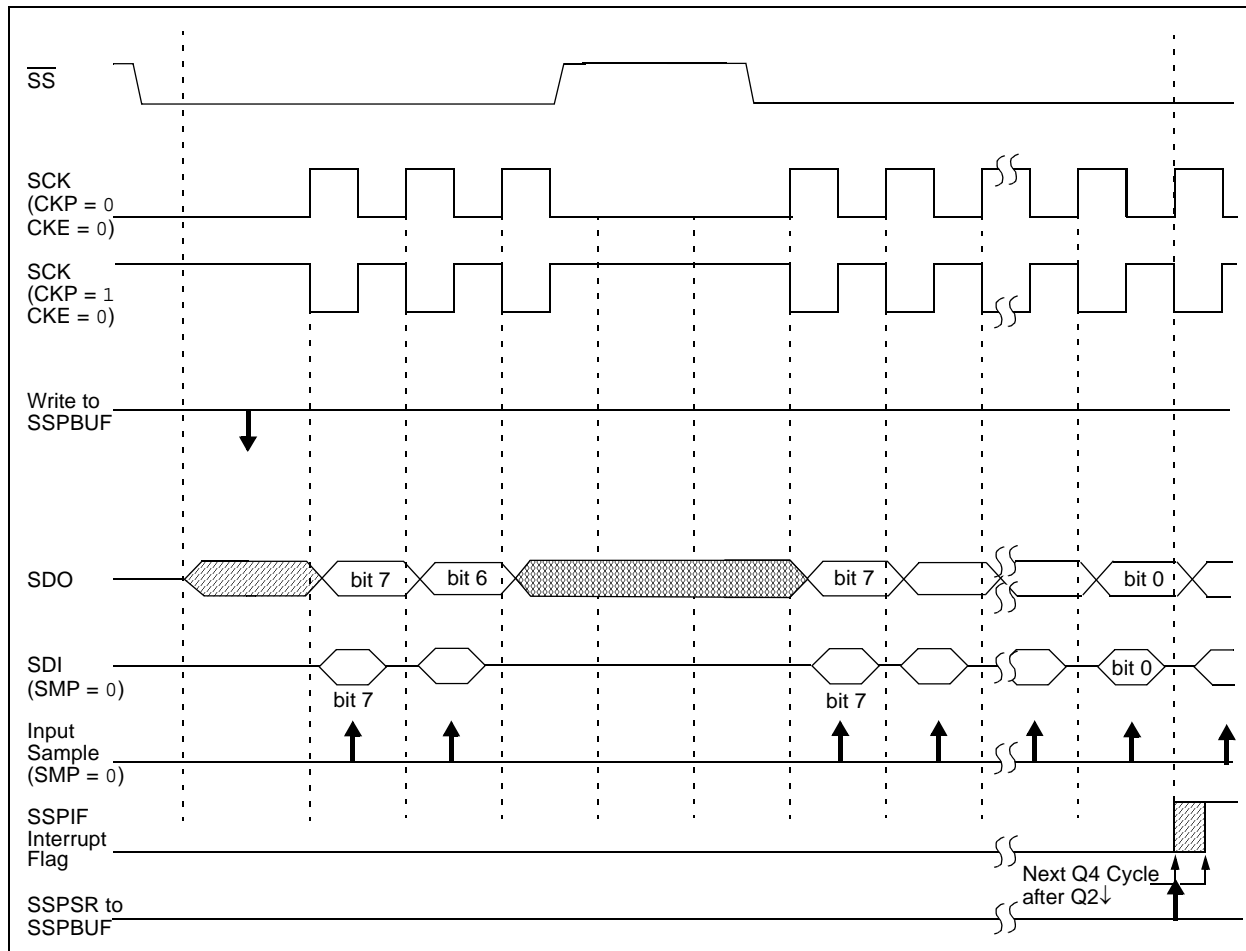 SS
SCK
(CKP = 0
CKE = 0)
SCK
(CKP = 1
CKE = 0)
Write to
SSPBUF
SDO
bit 7
bit 6
bit 7
bit 0
SDI
(SMP = 0)
bit 7
bit 7
bit 0
Input
Sample
(SMP = 0)
SSPIF
Interrupt
Flag
Next Q4 Cycle
after Q2↓
SSPSR to
SSPBUF